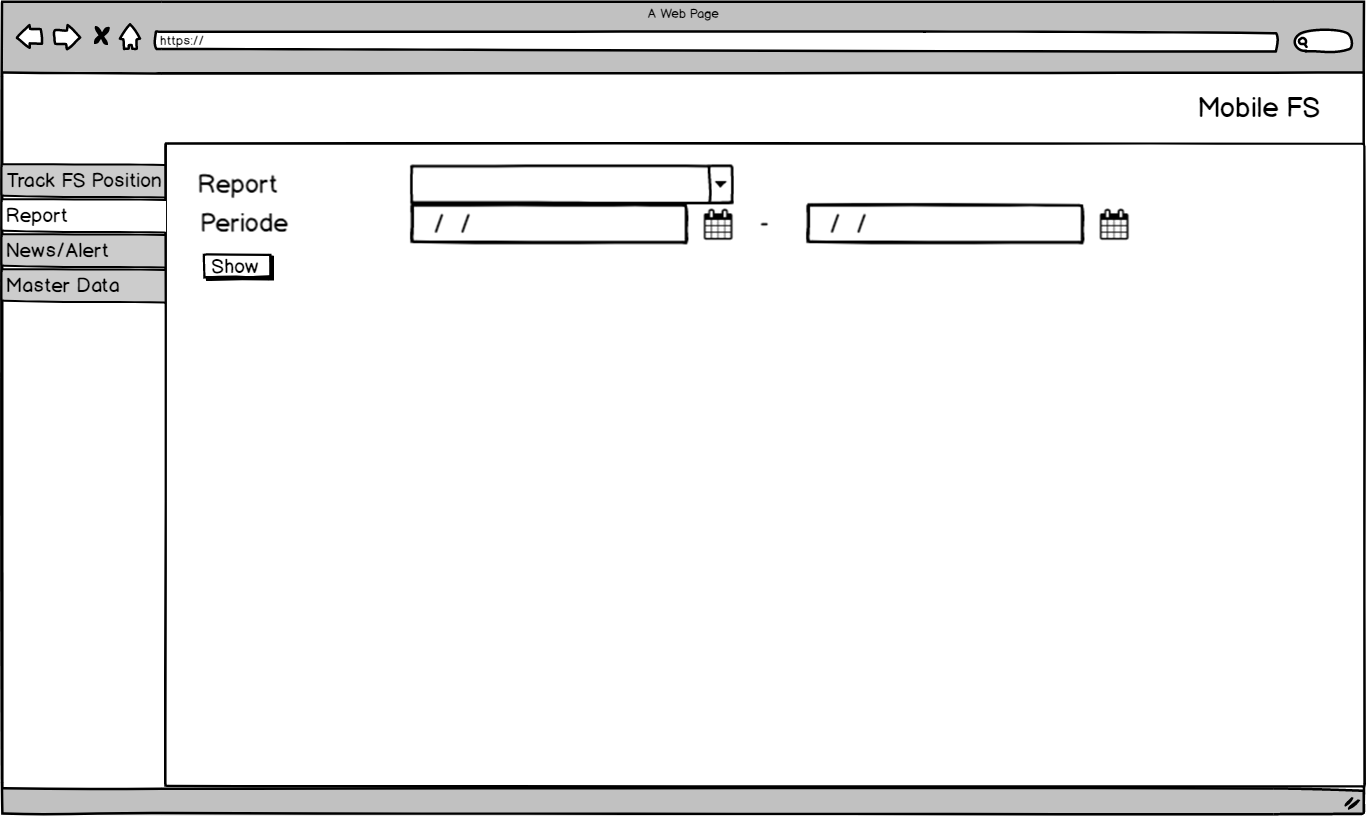 A Web Page
https://
Mobile FS
Track FS Position
Report
News/Alert
Master Data
Report
Periode / / - / /
Show